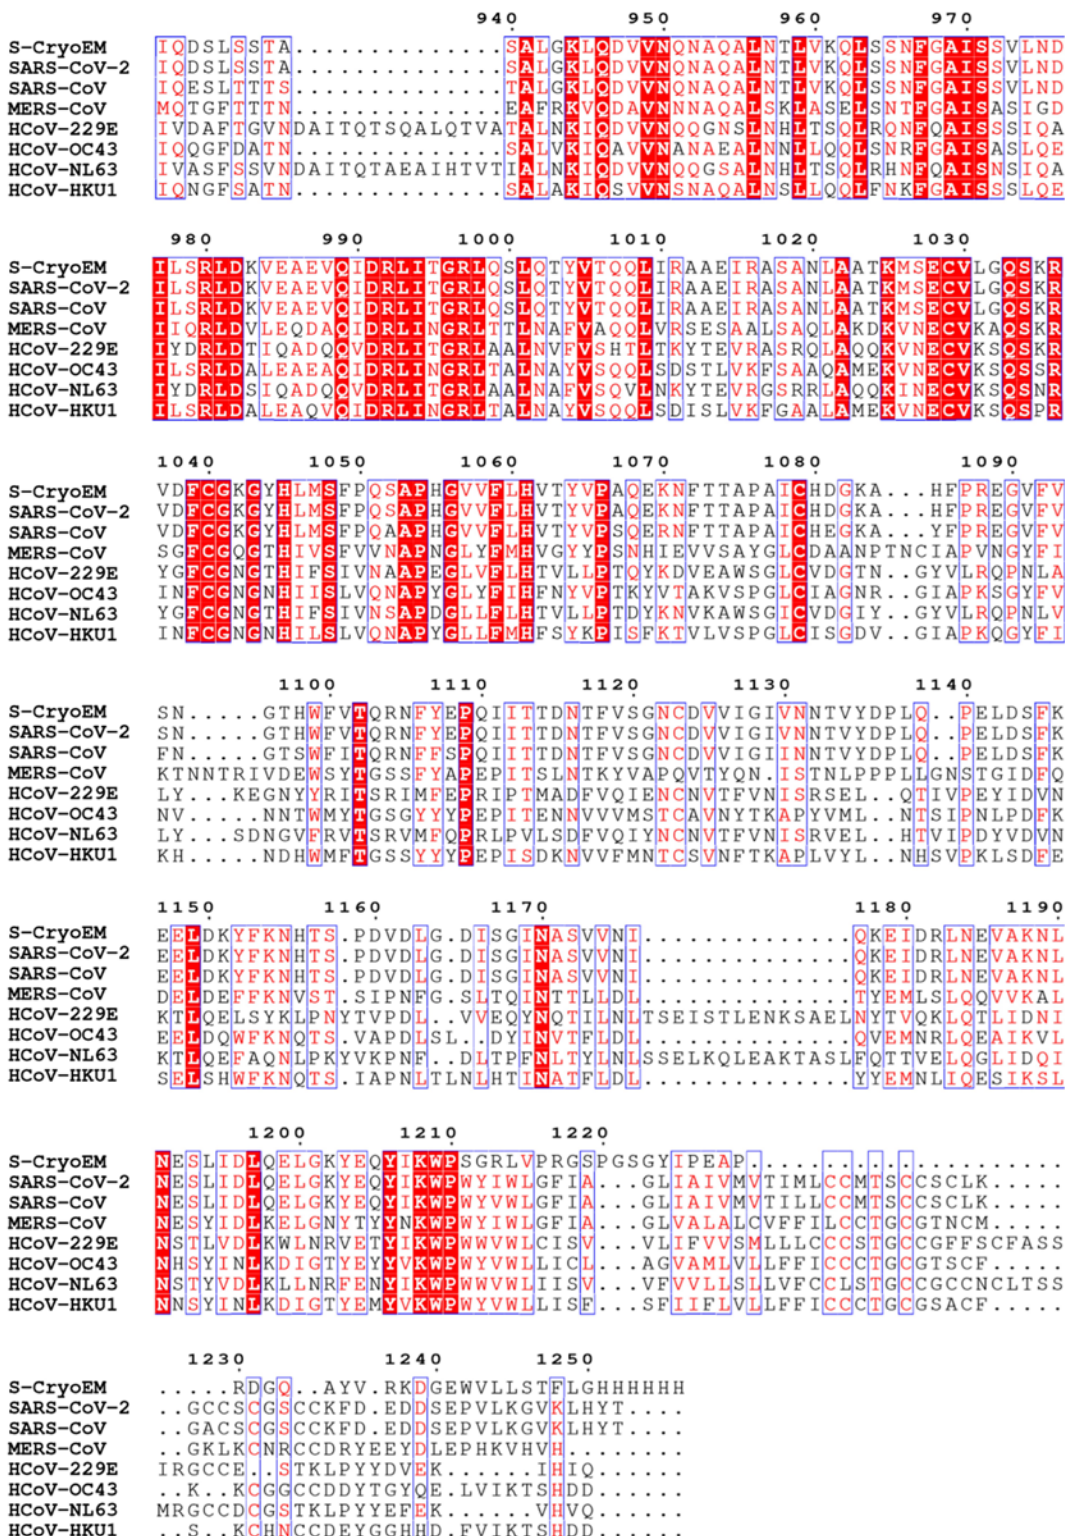 940 950 960 970
S-CryoEM IQDSLSSTA..............SALGKLQDVVNQNAQALNTLVKQLSSNFGAISSVLND
SARS-CoV-2 IQDSLSSTA..............SALGKLQDVVNQNAQALNTLVKQLSSNFGAISSVLND
SARS-CoV IQESLTTTS..............TALGKLQDVVNQNAQALNTLVKQLSSNFGAISSVLND
MERS-CoV MQTGFTTTN..............EAFRKVQDAVNNNAQALSKLASELSNTFGAISASIGD
HCoV-229E IVDAFTGVNDAITQTSQALQTVATALNKIQDVVNQQGNSLNHLTSQLRQNFQAISSSIQA
HCoV-OC43 IQQGFDATN..............SALVKIQAVVNANAEALNNLLQQLSNRFGAISASLQE
HCoV-NL63 IVASFSSVNDAITQTAEAIHTVTIALNKIQDVVNQQGSALNHLTSQLRHNFQAISNSIQA
HCoV-HKU1 IQNGFSATN..............SALAKIQSVVNSNAQALNSLLQQLFNKFGAISSSLQE
980 990 1000 1010 1020 1030
S-CryoEM ILSRLDKVEAEVQIDRLITGRLQSLQTYVTQQLIRAAEIRASANLAATKMSECVLGQSKR
SARS-CoV-2 ILSRLDKVEAEVQIDRLITGRLQSLQTYVTQQLIRAAEIRASANLAATKMSECVLGQSKR
SARS-CoV ILSRLDKVEAEVQIDRLITGRLQSLQTYVTQQLIRAAEIRASANLAATKMSECVLGQSKR
MERS-CoV IIQRLDVLEQDAQIDRLINGRLTTLNAFVAQQLVRSESAALSAQLAKDKVNECVKAQSKR
HCoV-229E IYDRLDTIQADQQVDRLITGRLAALNVFVSHTLTKYTEVRASRQLAQQKVNECVKSQSKR
HCoV-OC43 ILSRLDALEAEAQIDRLINGRLTALNAYVSQQLSDSTLVKFSAAQAMEKVNECVKSQSSR
HCoV-NL63 IYDRLDSIQADQQVDRLITGRLAALNAFVSQVLNKYTEVRGSRRLAQQKINECVKSQSNR
HCoV-HKU1 ILSRLDALEAQVQIDRLINGRLTALNAYVSQQLSDISLVKFGAALAMEKVNECVKSQSPR
1040 1050 1060 1070 1080 1090
S-CryoEM VDFCGKGYHLMSFPQSAPHGVVFLHVTYVPAQEKNFTTAPAICHDGKA...HFPREGVFV
SARS-CoV-2 VDFCGKGYHLMSFPQSAPHGVVFLHVTYVPAQEKNFTTAPAICHDGKA...HFPREGVFV
SARS-CoV VDFCGKGYHLMSFPQAAPHGVVFLHVTYVPSQERNFTTAPAICHEGKA...YFPREGVFV
MERS-CoV SGFCGQGTHIVSFVVNAPNGLYFMHVGYYPSNHIEVVSAYGLCDAANPTNCIAPVNGYFI
HCoV-229E YGFCGNGTHIFSIVNAAPEGLVFLHTVLLPTQYKDVEAWSGLCVDGTN..GYVLRQPNLA
HCoV-OC43 INFCGNGNHIISLVQNAPYGLYFIHFNYVPTKYVTAKVSPGLCIAGNR..GIAPKSGYFV
HCoV-NL63 YGFCGNGTHIFSIVNSAPDGLLFLHTVLLPTDYKNVKAWSGICVDGIY..GYVLRQPNLV
HCoV-HKU1 INFCGNGNHILSLVQNAPYGLLFMHFSYKPISFKTVLVSPGLCISGDV..GIAPKQGYFI
1100 1110 1120 1130 1140
S-CryoEM SN.....GTHWFVTQRNFYEPQIITTDNTFVSGNCDVVIGIVNNTVYDPLQ..PELDSFK
SARS-CoV-2 SN.....GTHWFVTQRNFYEPQIITTDNTFVSGNCDVVIGIVNNTVYDPLQ..PELDSFK
SARS-CoV FN.....GTSWFITQRNFFSPQIITTDNTFVSGNCDVVIGIINNTVYDPLQ..PELDSFK
MERS-CoV KTNNTRIVDEWSYTGSSFYAPEPITSLNTKYVAPQVTYQN.ISTNLPPPLLGNSTGIDFQ
HCoV-229E LY...KEGNYYRITSRIMFEPRIPTMADFVQIENCNVTFVNISRSEL..QTIVPEYIDVN
HCoV-OC43 NV.....NNTWMYTGSGYYYPEPITENNVVVMSTCAVNYTKAPYVML..NTSIPNLPDFK
HCoV-NL63 LY...SDNGVFRVTSRVMFQPRLPVLSDFVQIYNCNVTFVNISRVEL..HTVIPDYVDVN
HCoV-HKU1 KH.....NDHWMFTGSSYYYPEPISDKNVVFMNTCSVNFTKAPLVYL..NHSVPKLSDFE
1150 1160 1170 1180 1190
S-CryoEM EELDKYFKNHTS.PDVDLG.DISGINASVVNI..............QKEIDRLNEVAKNL
SARS-CoV-2 EELDKYFKNHTS.PDVDLG.DISGINASVVNI..............QKEIDRLNEVAKNL
SARS-CoV EELDKYFKNHTS.PDVDLG.DISGINASVVNI..............QKEIDRLNEVAKNL
MERS-CoV DELDEFFKNVST.SIPNFG.SLTQINTTLLDL..............TYEMLSLQQVVKAL
HCoV-229E KTLQELSYKLPNYTVPDL..VVEQYNQTILNLTSEISTLENKSAELNYTVQKLQTLIDNI
HCoV-OC43 EELDQWFKNQTS.VAPDLSL..DYINVTFLDL..............QVEMNRLQEAIKVL
HCoV-NL63 KTLQEFAQNLPKYVKPNF..DLTPFNLTYLNLSSELKQLEAKTASLFQTTVELQGLIDQI
HCoV-HKU1 SELSHWFKNQTS.IAPNLTLNLHTINATFLDL..............YYEMNLIQESIKSL
1200 1210 1220
S-CryoEM NESLIDLQELGKYEQYIKWPSGRLVPRGSPGSGYIPEAP.....................
SARS-CoV-2 NESLIDLQELGKYEQYIKWPWYIWLGFIA...GLIAIVMVTIMLCCMTSCCSCLK.....
SARS-CoV NESLIDLQELGKYEQYIKWPWYVWLGFIA...GLIAIVMVTILLCCMTSCCSCLK.....
MERS-CoV NESYIDLKELGNYTYYNKWPWYIWLGFIA...GLVALALCVFFILCCTGCGTNCM.....
HCoV-229E NSTLVDLKWLNRVETYIKWPWWVWLCISV...VLIFVVSMLLLCCCSTGCCGFFSCFASS
HCoV-OC43 NHSYINLKDIGTYEYYVKWPWYVWLLICL...AGVAMLVLLFFICCCTGCGTSCF.....
HCoV-NL63 NSTYVDLKLLNRFENYIKWPWWVWLIISV...VFVVLLSLLVFCCLSTGCCGCCNCLTSS
HCoV-HKU1 NNSYINLKDIGTYEMYVKWPWYVWLLISF...SFIIFLVLLFFICCCTGCGSACF.....
1230 1240 1250
S-CryoEM .....RDGQ..AYV.RKDGEWVLLSTFLGHHHHHH
SARS-CoV-2 ..GCCSCGSCCKFD.EDDSEPVLKGVKLHYT....
SARS-CoV ..GACSCGSCCKFD.EDDSEPVLKGVKLHYT....
MERS-CoV ..GKLKCNRCCDRYEEYDLEPHKVHVH........
HCoV-229E IRGCCE..STKLPYYDVEK......IHIQ......
HCoV-OC43 ..K..KCGGCCDDYTGYQE.LVIKTSHDD......
HCoV-NL63 MRGCCDCGSTKLPYYEFEK......VHVQ......
HCoV-HKU1 ..S..KCHNCCDEYGGHHD.FVIKTSHDD......